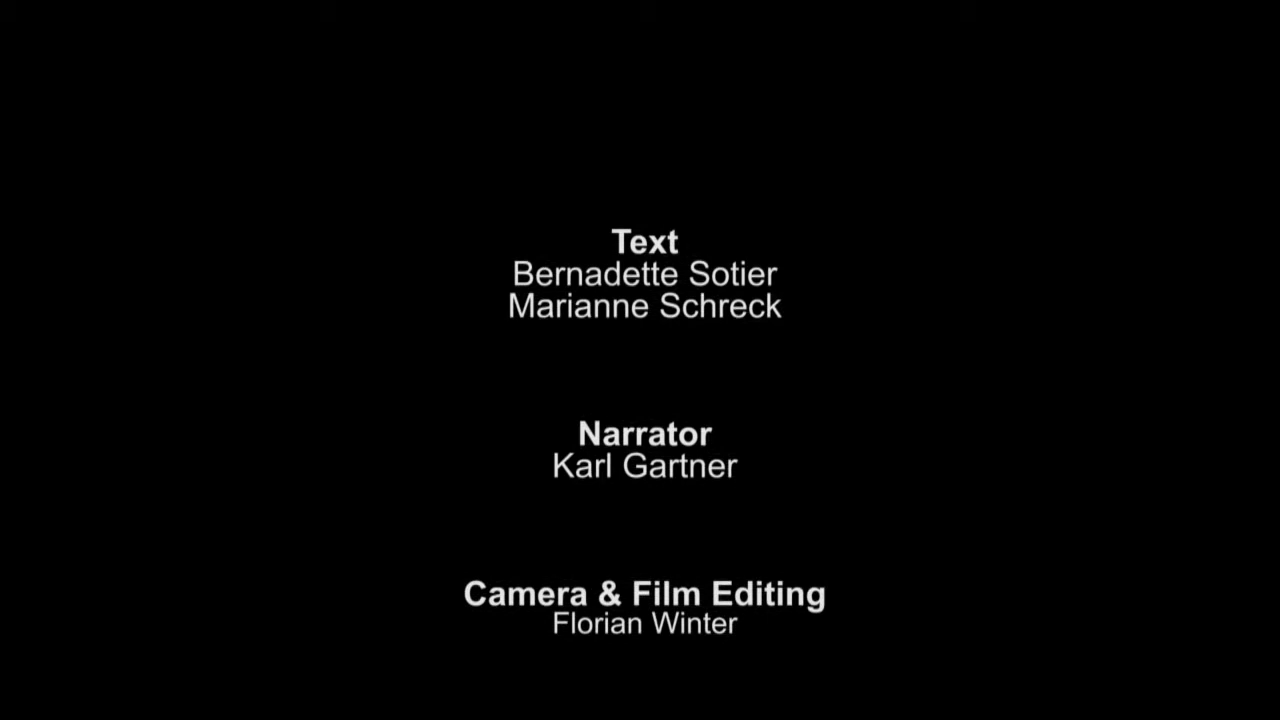 Text
Bernadette Sotier
Marianne Schreck
Narrator
Karl Gartner
Camera & Film Editing
Florian Winter